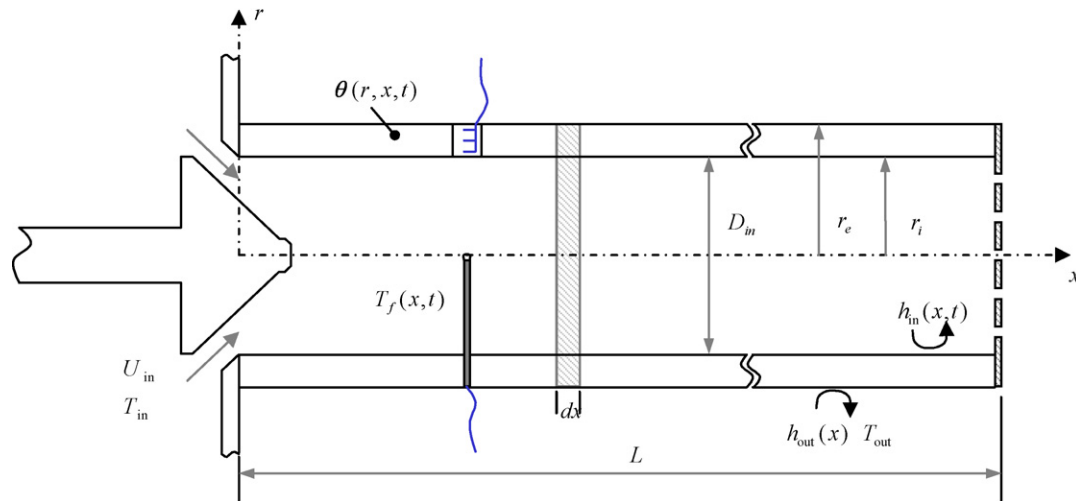 r
θ(r, x, t)
D_in
r_e
r_i
x
T_f(x,t)
h_in(x,t)
U_in
T_in
dx
h_out(x) T_out
L